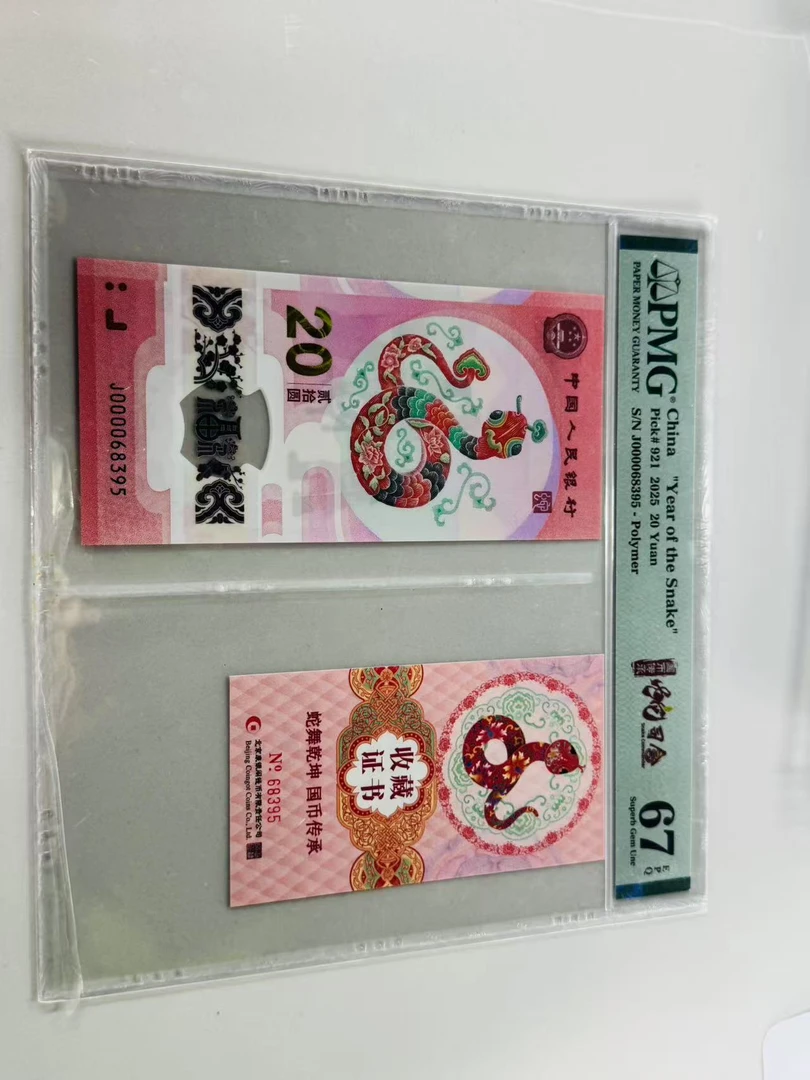 PMG®
PAPER MONEY GUARANTY
China "Year of the Snake"
Pick# 921 2025 20 Yuan
S/N J000068395 - Polymer
67
EPQ
Superb Gem Unc
中国人民银行
20
贰拾圆
J000068395
收藏
证书
蛇舞乾坤 国币传承
Nº 68395
Beijing Coingot Coins Co., Ltd.